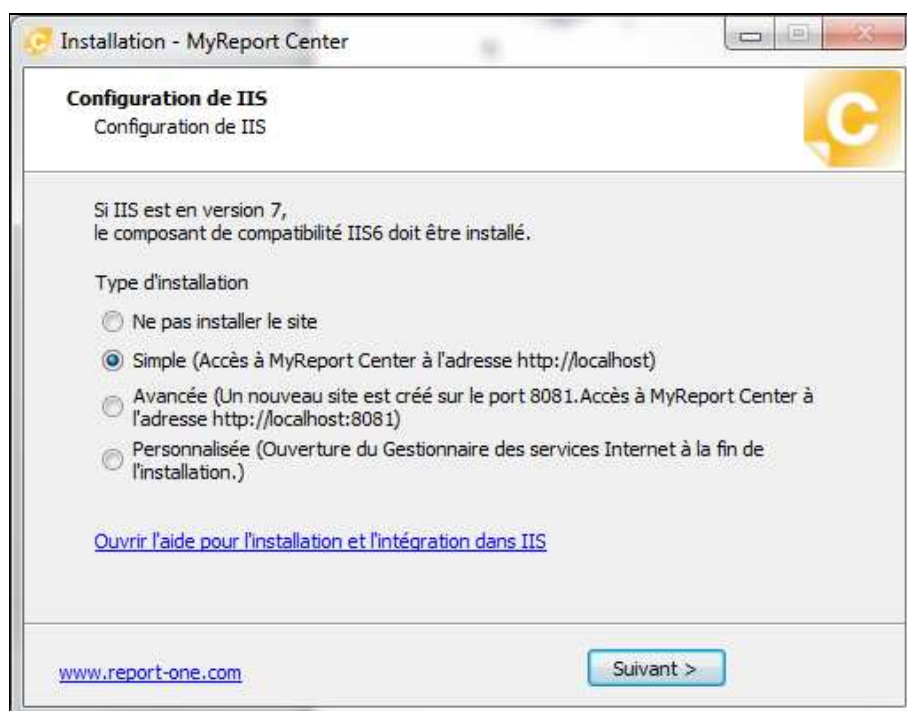 Installation - MyReport Center
Configuration de IIS
Configuration de IIS
C
Si IIS est en version 7,
le composant de compatibilité IIS6 doit être installé.
Type d'installation
Ne pas installer le site
Simple (Accès à MyReport Center à l'adresse http://localhost)
Avancée (Un nouveau site est créé sur le port 8081.Accès à MyReport Center à
l'adresse http://localhost:8081)
Personnalisée (Ouverture du Gestionnaire des services Internet à la fin de
l'installation.)
Ouvrir l'aide pour l'installation et l'intégration dans IIS
www.report-one.com
Suivant >